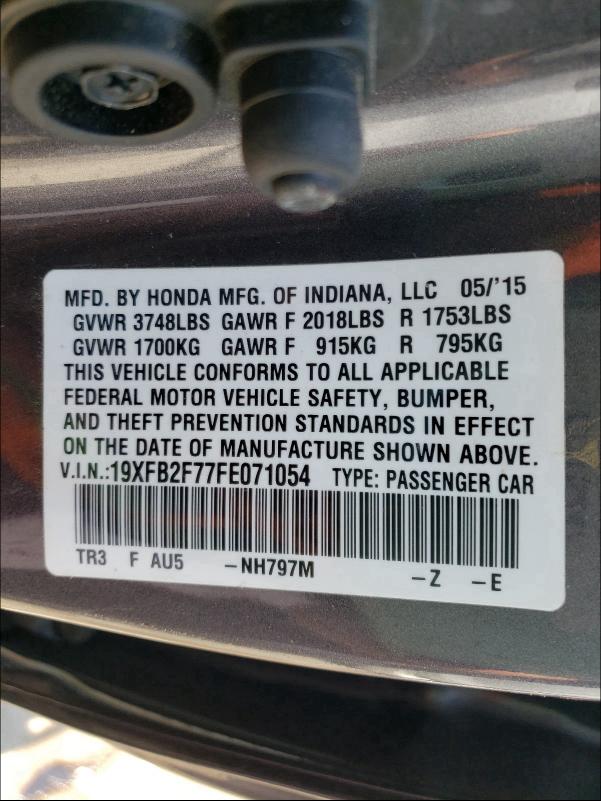 MFD. BY HONDA MFG. OF INDIANA, LLC 05/'15
GVWR 3748LBS GAWR F 2018LBS R 1753LBS
GVWR 1700KG GAWR F 915KG R 795KG
THIS VEHICLE CONFORMS TO ALL APPLICABLE
FEDERAL MOTOR VEHICLE SAFETY, BUMPER,
AND THEFT PREVENTION STANDARDS IN EFFECT
ON THE DATE OF MANUFACTURE SHOWN ABOVE.
V.I.N.:19XFB2F77FE071054 TYPE: PASSENGER CAR
TR3 F AU5 –NH797M –Z –E